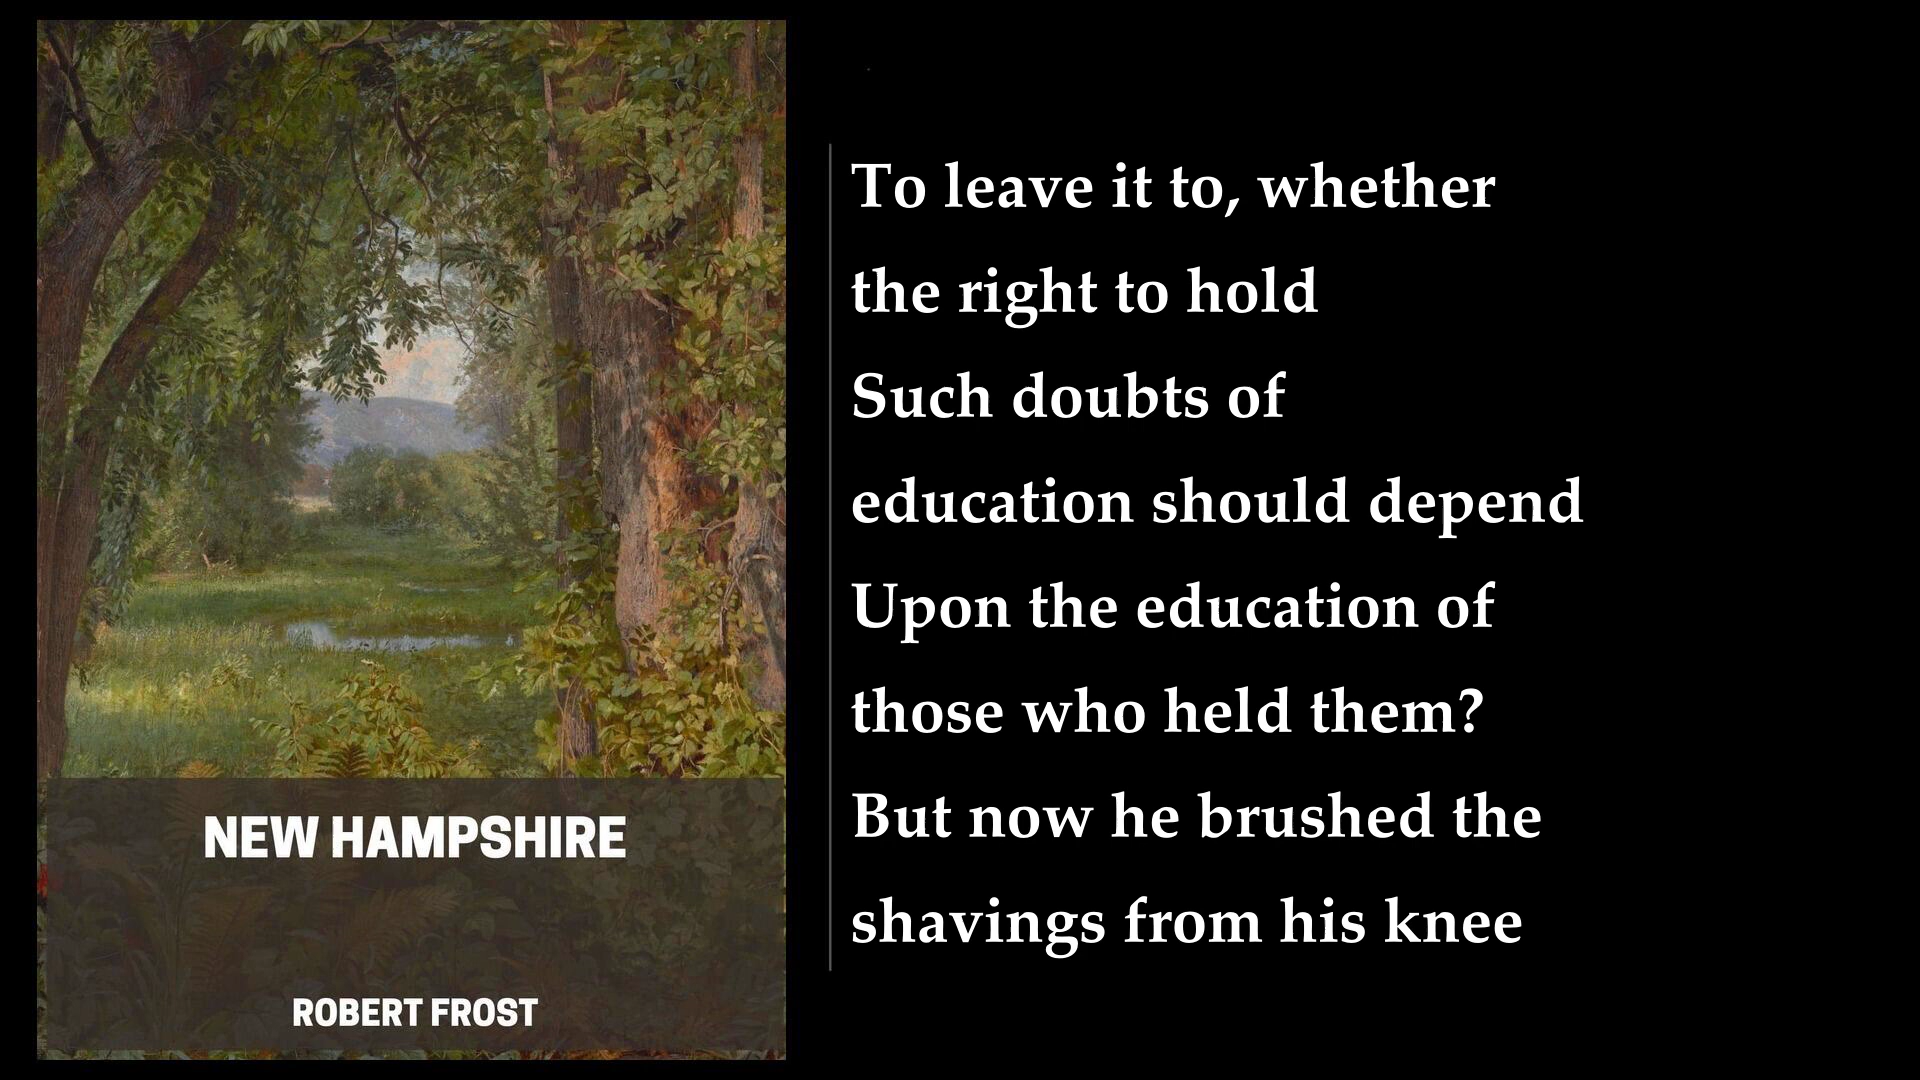 NEW HAMPSHIRE
ROBERT FROST
To leave it to, whether
the right to hold
Such doubts of
education should depend
Upon the education of
those who held them?
But now he brushed the
shavings from his knee